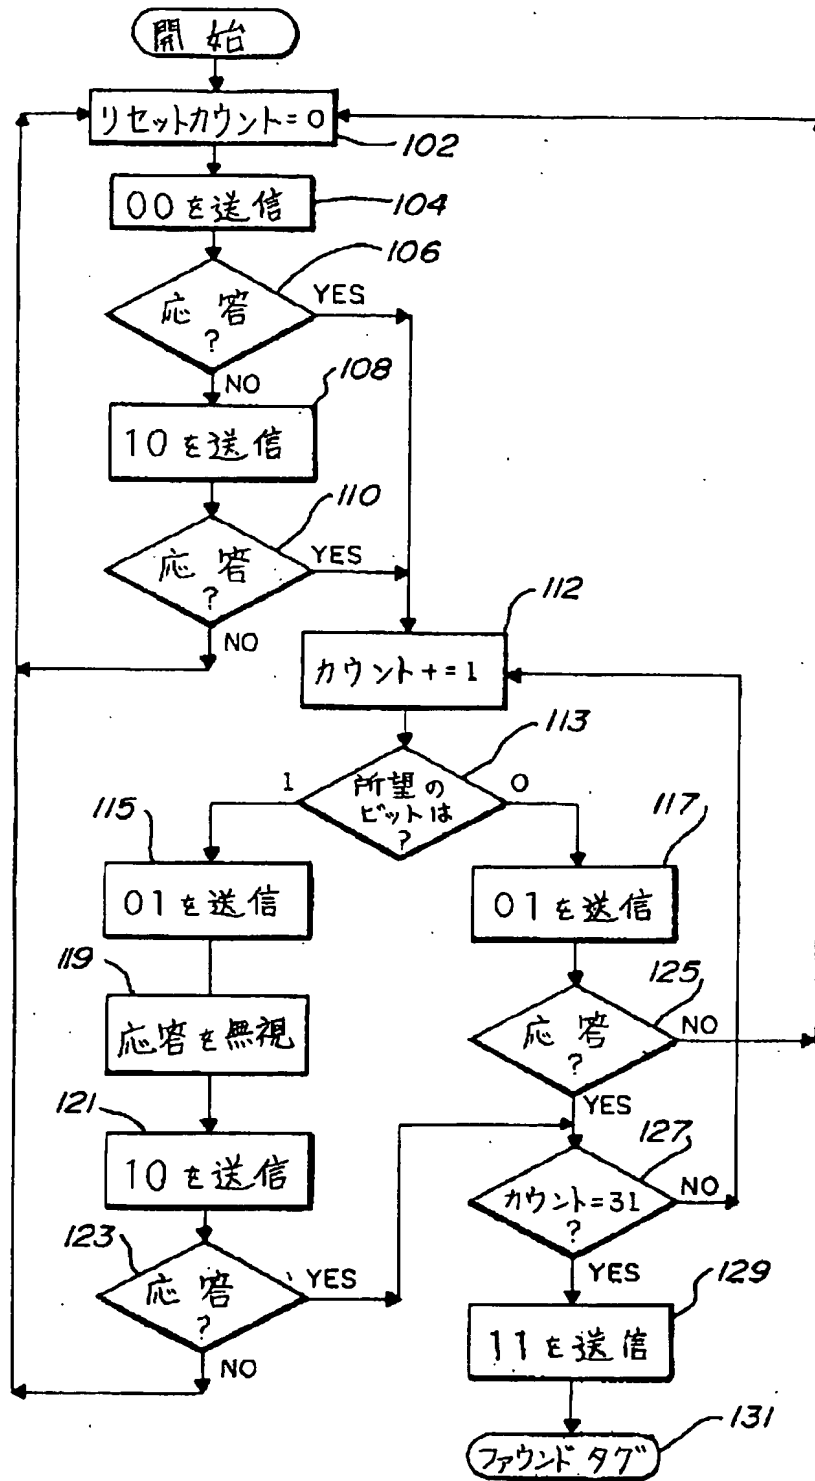 開始
リセットカウント=0
102
00を送信
104
106
応答
?
YES
NO
108
10を送信
110
応答
?
YES
NO
112
カウント+=1
113
所望の
ビットは
?
1
0
115
01を送信
117
01を送信
119
応答を無視
125
応答
?
NO
YES
121
10を送信
127
カウント=31
?
NO
YES
123
応答
?
YES
NO
129
11を送信
131
ファウンドタグ